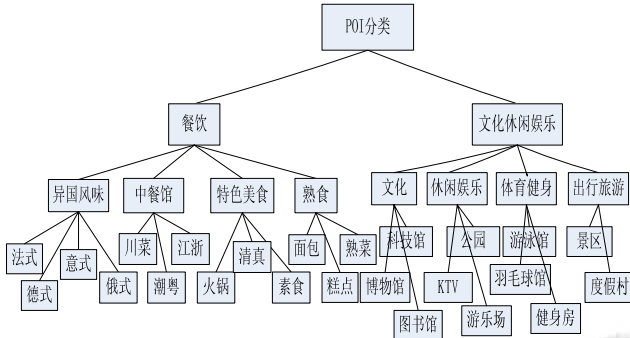 POI分类
餐饮
文化休闲娱乐
异国风味
中餐馆
特色美食
熟食
文化
休闲娱乐
体育健身
出行旅游
法式
德式
意式
俄式
川菜
潮粤
江浙
火锅
清真
素食
面包
糕点
熟菜
科技馆
博物馆
图书馆
公园
KTV
游乐场
游泳馆
羽毛球馆
健身房
景区
度假村